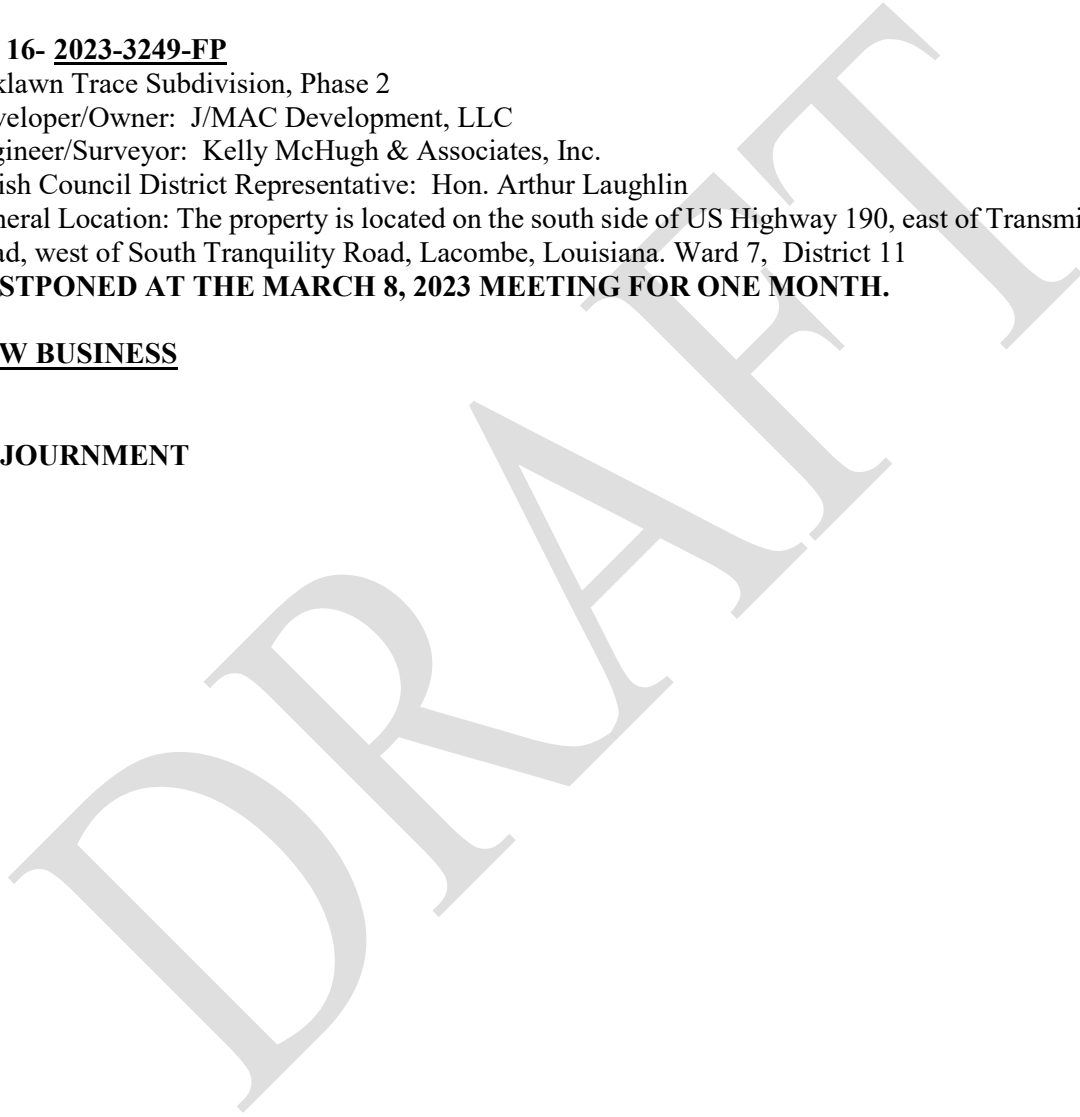 16- 2023-3249-FP
klawn Trace Subdivision, Phase 2
veloper/Owner: J/MAC Development, LLC
gineer/Surveyor: Kelly McHugh & Associates, Inc.
ish Council District Representative: Hon. Arthur Laughlin
neral Location: The property is located on the south side of US Highway 190, east of Transmi
ad, west of South Tranquility Road, Lacombe, Louisiana. Ward 7, District 11
STPONED AT THE MARCH 8, 2023 MEETING FOR ONE MONTH.
W BUSINESS
JOURNMENT
DRAFT